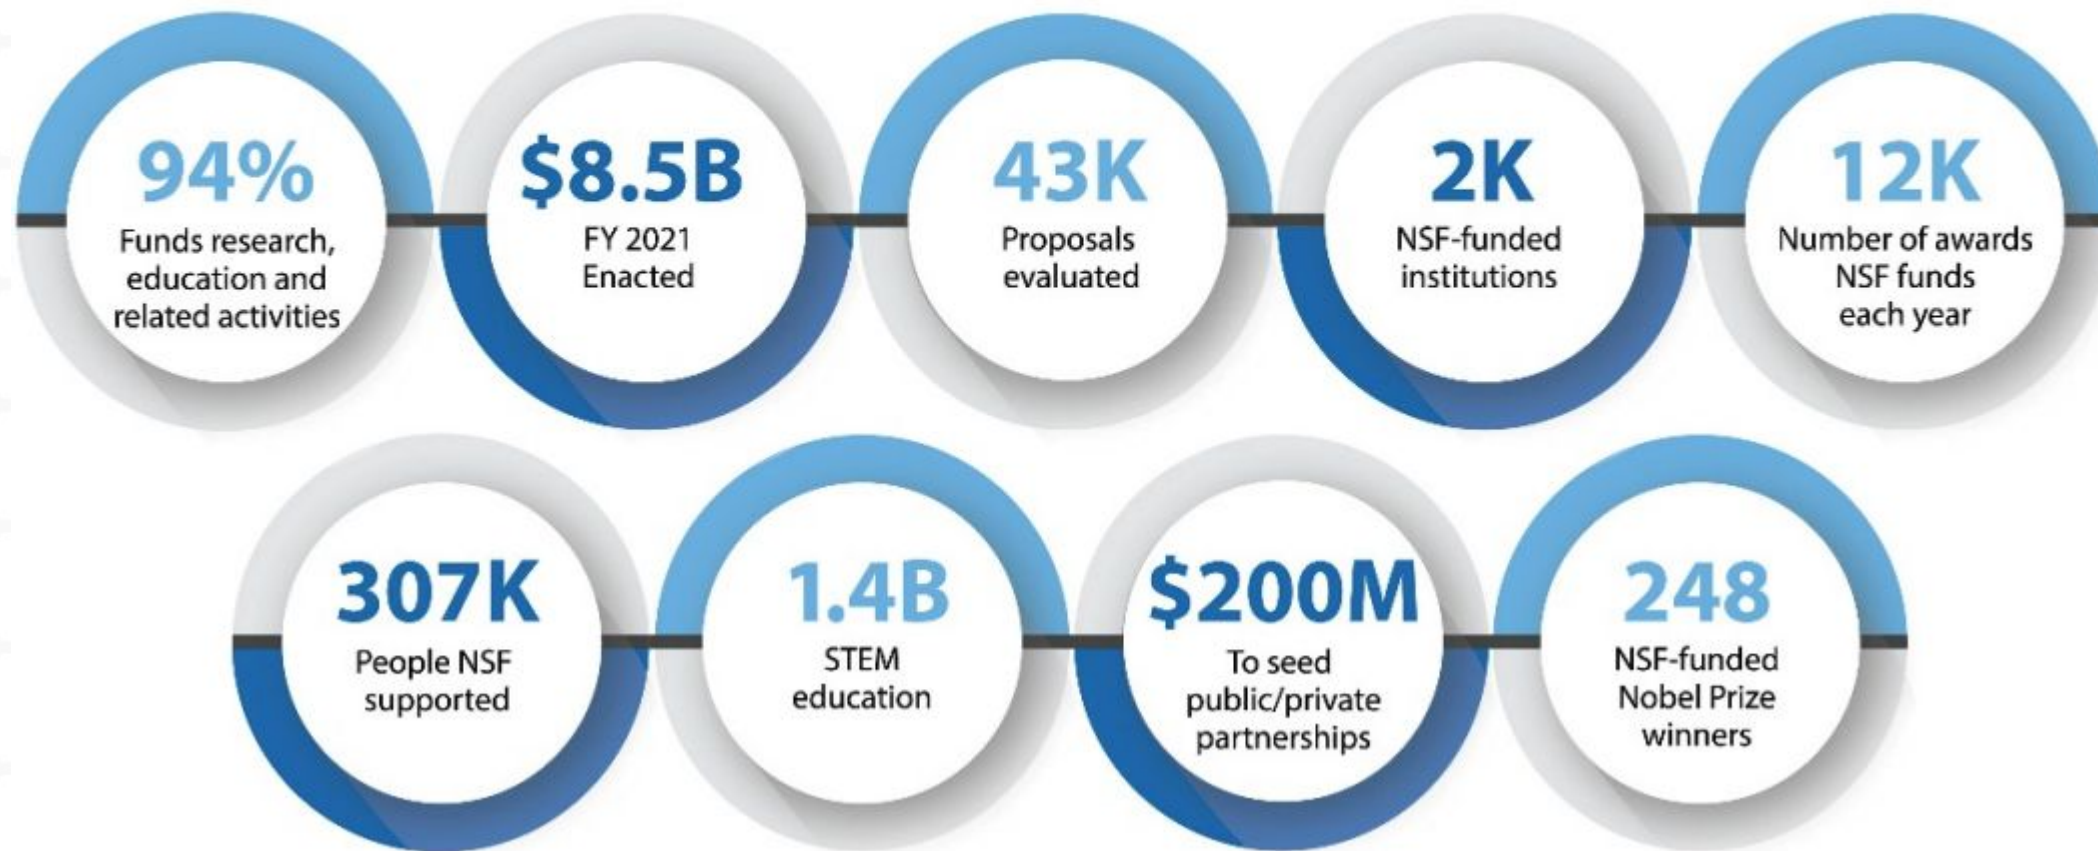 94%
Funds research,
education and
related activities
$8.5B
FY 2021
Enacted
43K
Proposals
evaluated
2K
NSF-funded
institutions
12K
Number of awards
NSF funds
each year
307K
People NSF
supported
1.4B
STEM
education
$200M
To seed
public/private
partnerships
248
NSF-funded
Nobel Prize
winners